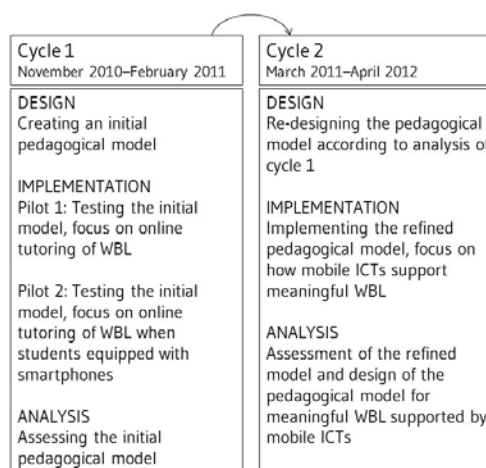 Cycle 1
November 2010–February 2011
DESIGN
Creating an initial
pedagogical model
IMPLEMENTATION
Pilot 1: Testing the initial
model, focus on online
tutoring of WBL
Pilot 2: Testing the initial
model, focus on online
tutoring of WBL when
students equipped with
smartphones
ANALYSIS
Assessing the initial
pedagogical model
Cycle 2
March 2011–April 2012
DESIGN
Re-designing the pedagogical
model according to analysis of
cycle 1
IMPLEMENTATION
Implementing the refined
pedagogical model, focus on
how mobile ICTs support
meaningful WBL
ANALYSIS
Assessment of the refined
model and design of the
pedagogical model for
meaningful WBL supported by
mobile ICTs